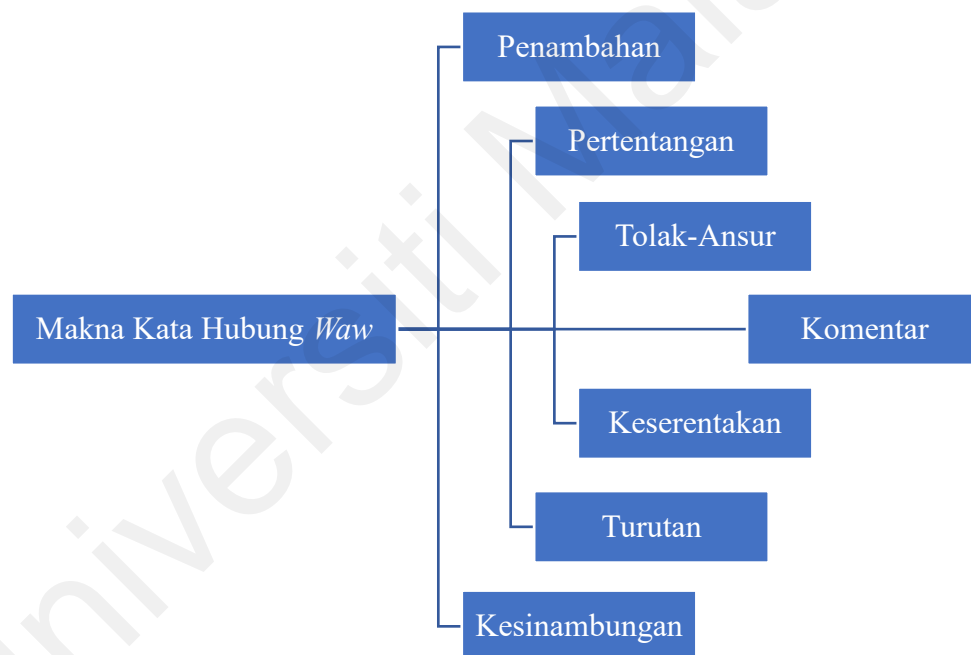 Penambahan
Pertentangan
Tolak-Ansur
Makna Kata Hubung Waw
Komentar
Keserentakan
Turutan
Kesinambungan